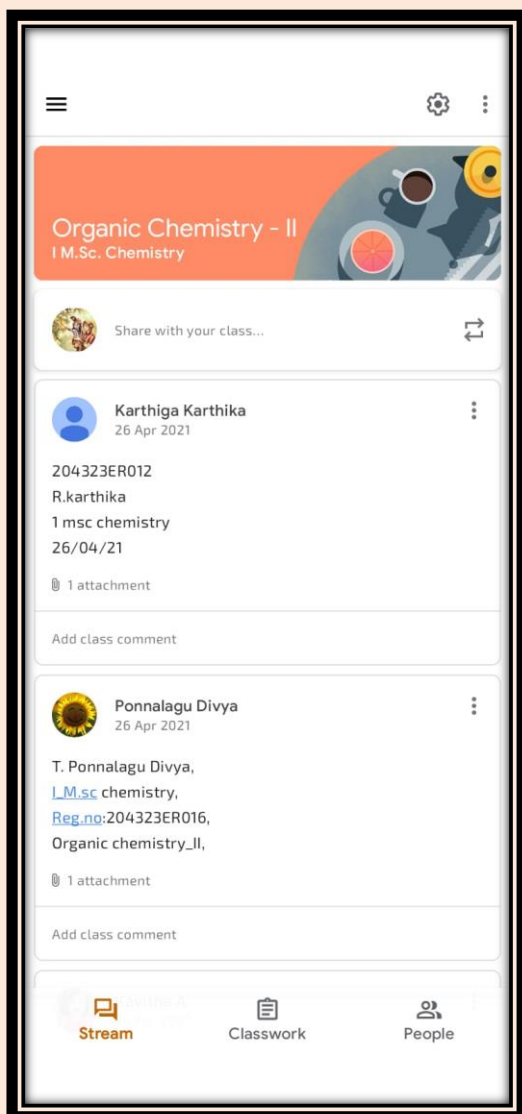 Organic Chemistry - II
I M.Sc. Chemistry
Share with your class...
Karthiga Karthika
26 Apr 2021
204323ER012
R.karthika
1 msc chemistry
26/04/21
1 attachment
Add class comment
Ponnalagu Divya
26 Apr 2021
T. Ponnalagu Divya,
I_M.sc chemistry,
Reg.no:204323ER016,
Organic chemistry_II,
1 attachment
Add class comment
Stream
Classwork
People